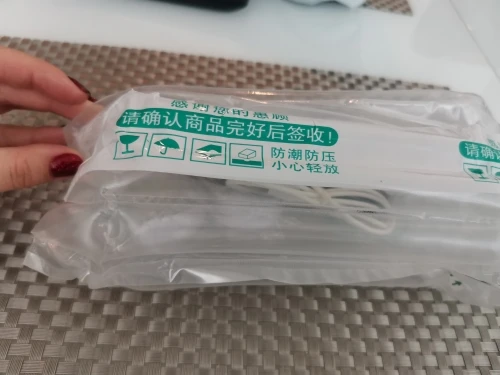 感谢您的惠顾
请确认商品完好后签收!
防潮防压
小心轻放
请确认